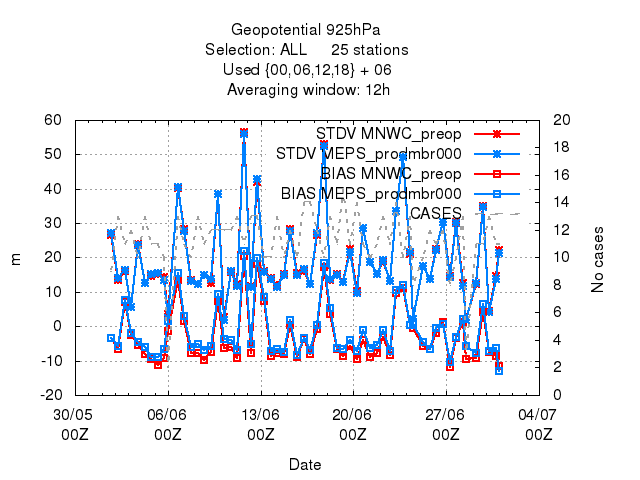 Geopotential 925hPa
Selection: ALL     25 stations
Used {00,06,12,18} + 06
Averaging window: 12h
STDV MNWC_preop
STDV MEPS_prodmbr000
BIAS MNWC_preop
BIAS MEPS_prodmbr000
CASES
m
60
50
40
30
20
10
0
-10
-20
No cases
20
18
16
14
12
10
8
6
4
2
0
30/05 06/06 13/06 20/06 27/06 04/07
00Z 00Z 00Z 00Z 00Z 00Z
Date